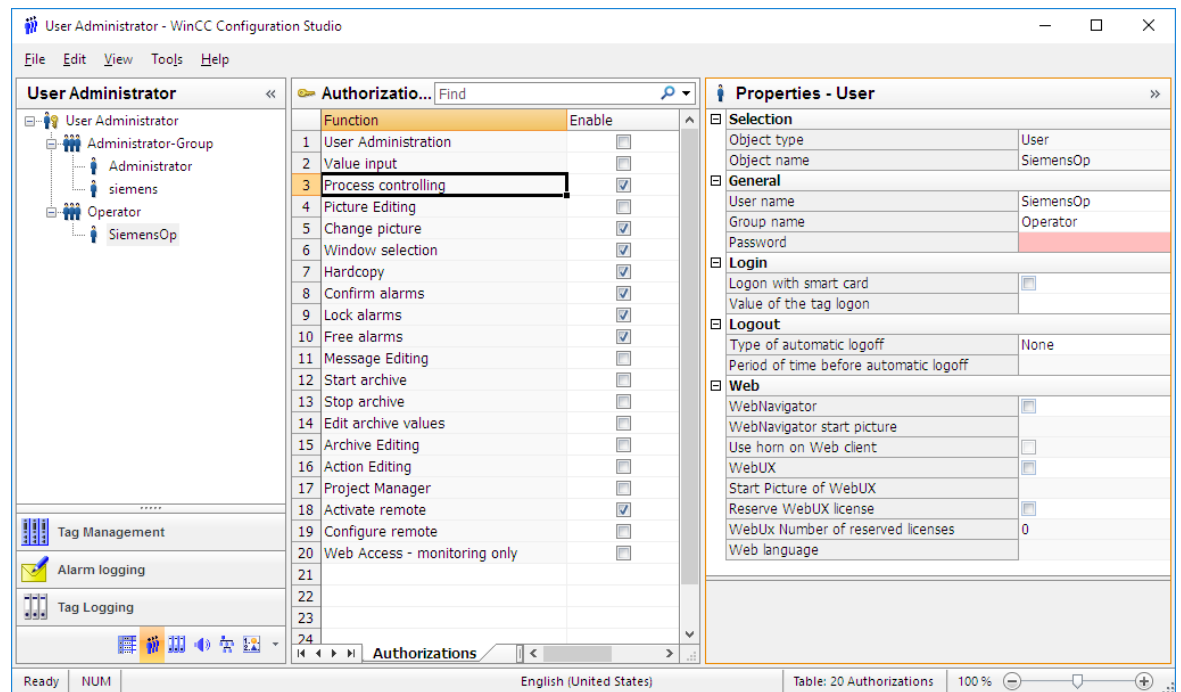 User Administrator - WinCC Configuration Studio
File Edit View Tools Help
User Administrator «
User Administrator
Administrator-Group
Administrator
siemens
Operator
SiemensOp
Tag Management
Alarm logging
Tag Logging
Authorizatio... Find
Function Enable
1 User Administration
2 Value input
3 Process controlling
4 Picture Editing
5 Change picture
6 Window selection
7 Hardcopy
8 Confirm alarms
9 Lock alarms
10 Free alarms
11 Message Editing
12 Start archive
13 Stop archive
14 Edit archive values
15 Archive Editing
16 Action Editing
17 Project Manager
18 Activate remote
19 Configure remote
20 Web Access - monitoring only
21
22
23
24
Authorizations
Properties - User »
Selection
Object type User
Object name SiemensOp
General
User name SiemensOp
Group name Operator
Password
Login
Logon with smart card
Value of the tag logon
Logout
Type of automatic logoff None
Period of time before automatic logoff
Web
WebNavigator
WebNavigator start picture
Use horn on Web client
WebUX
Start Picture of WebUX
Reserve WebUX license
WebUx Number of reserved licenses 0
Web language
Ready NUM English (United States) Table: 20 Authorizations 100 %